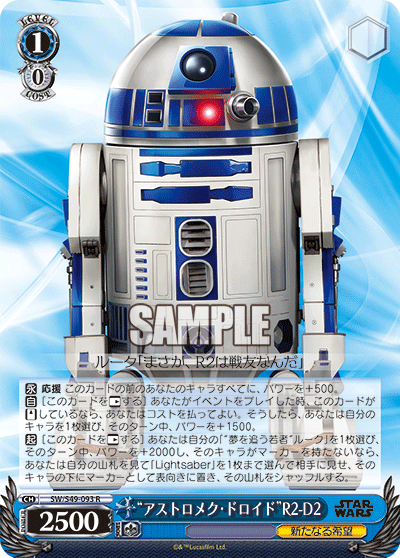 LEVEL
1
0
COST
SAMPLE
ルーク「まさか、R2は戦友なんだ」
永 応援 このカードの前のあなたのキャラすべてに、パワーを+500。
自 [このカードを する] あなたがイベントをプレイした時、このカードが
しているなら、あなたはコストを払ってよい。そうしたら、あなたは自分の
キャラを1枚選び、そのターン中、パワーを+1500。
起 [このカードを する] あなたは自分の“夢を追う若者”ルークを1枚選び、
そのターン中、パワーを+2000し、そのキャラがマーカーを持たないなら、
あなたは自分の山札を見て「Lightsaber」を1枚まで選んで相手に見せ、その
キャラの下にマーカーとして表向きに置き、その山札をシャッフルする。
CH SW/S49-093 R
POWER
2500
“アストロメク・ドロイド”R2-D2
STAR WARS
新たなる希望
©&™Lucasfilm Ltd.